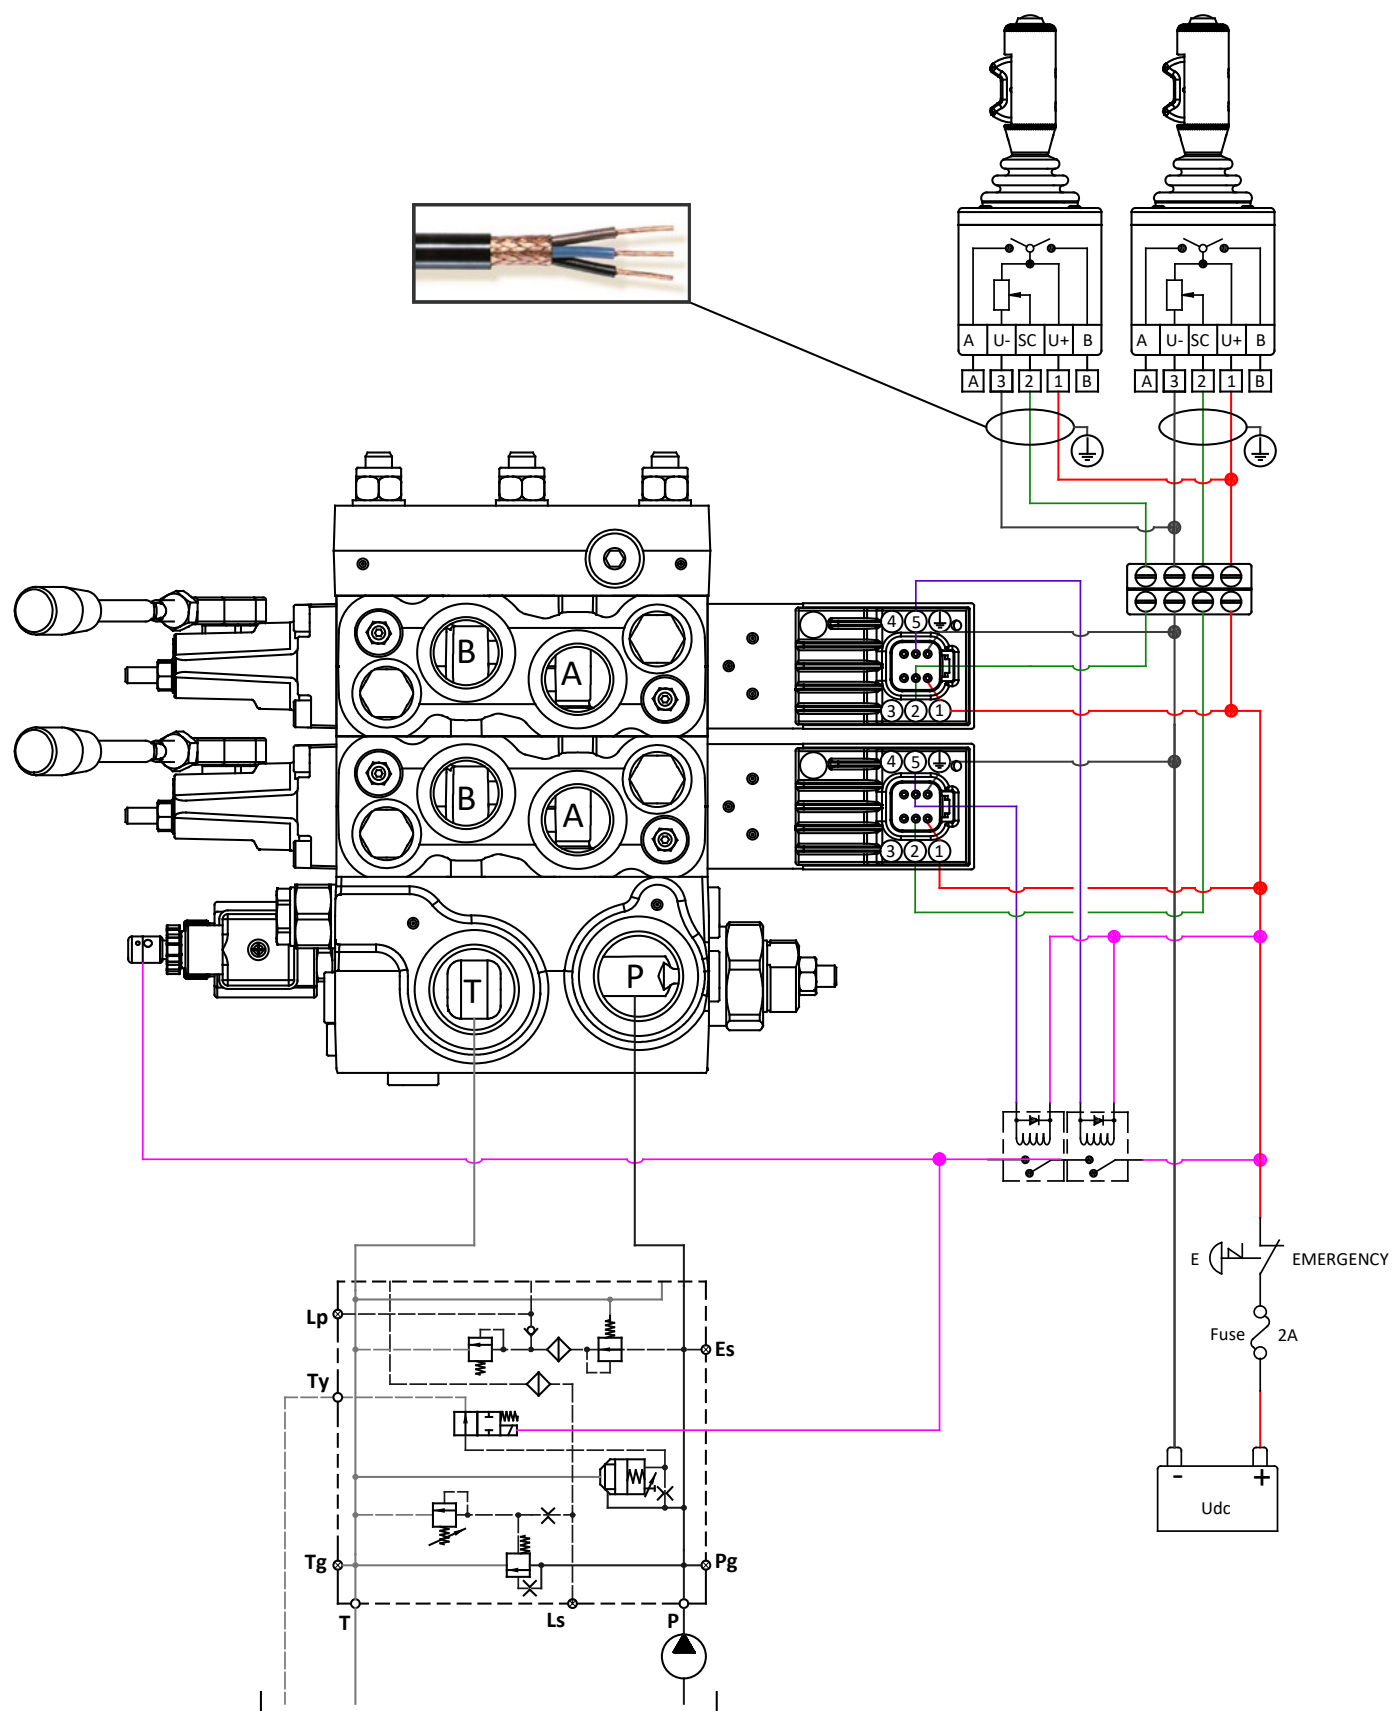 A U- SC U+ B
A U- SC U+ B
A 3 2 1 B
A 3 2 1 B
4 5
B
A
3 2 1
4 5
B
A
3 2 1
T
P
E
EMERGENCY
Fuse
2A
Lp
Es
Ty
- +
Udc
Tg
Pg
T
Ls
P